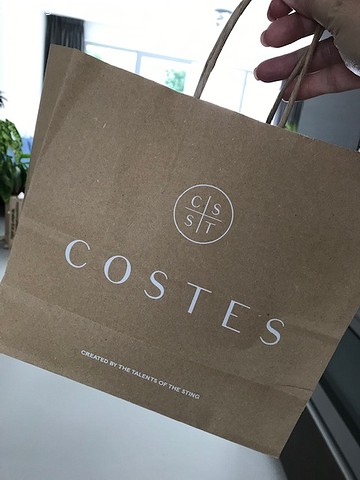 C S
S T
COSTES
CREATED BY THE TALENTS OF THE STING